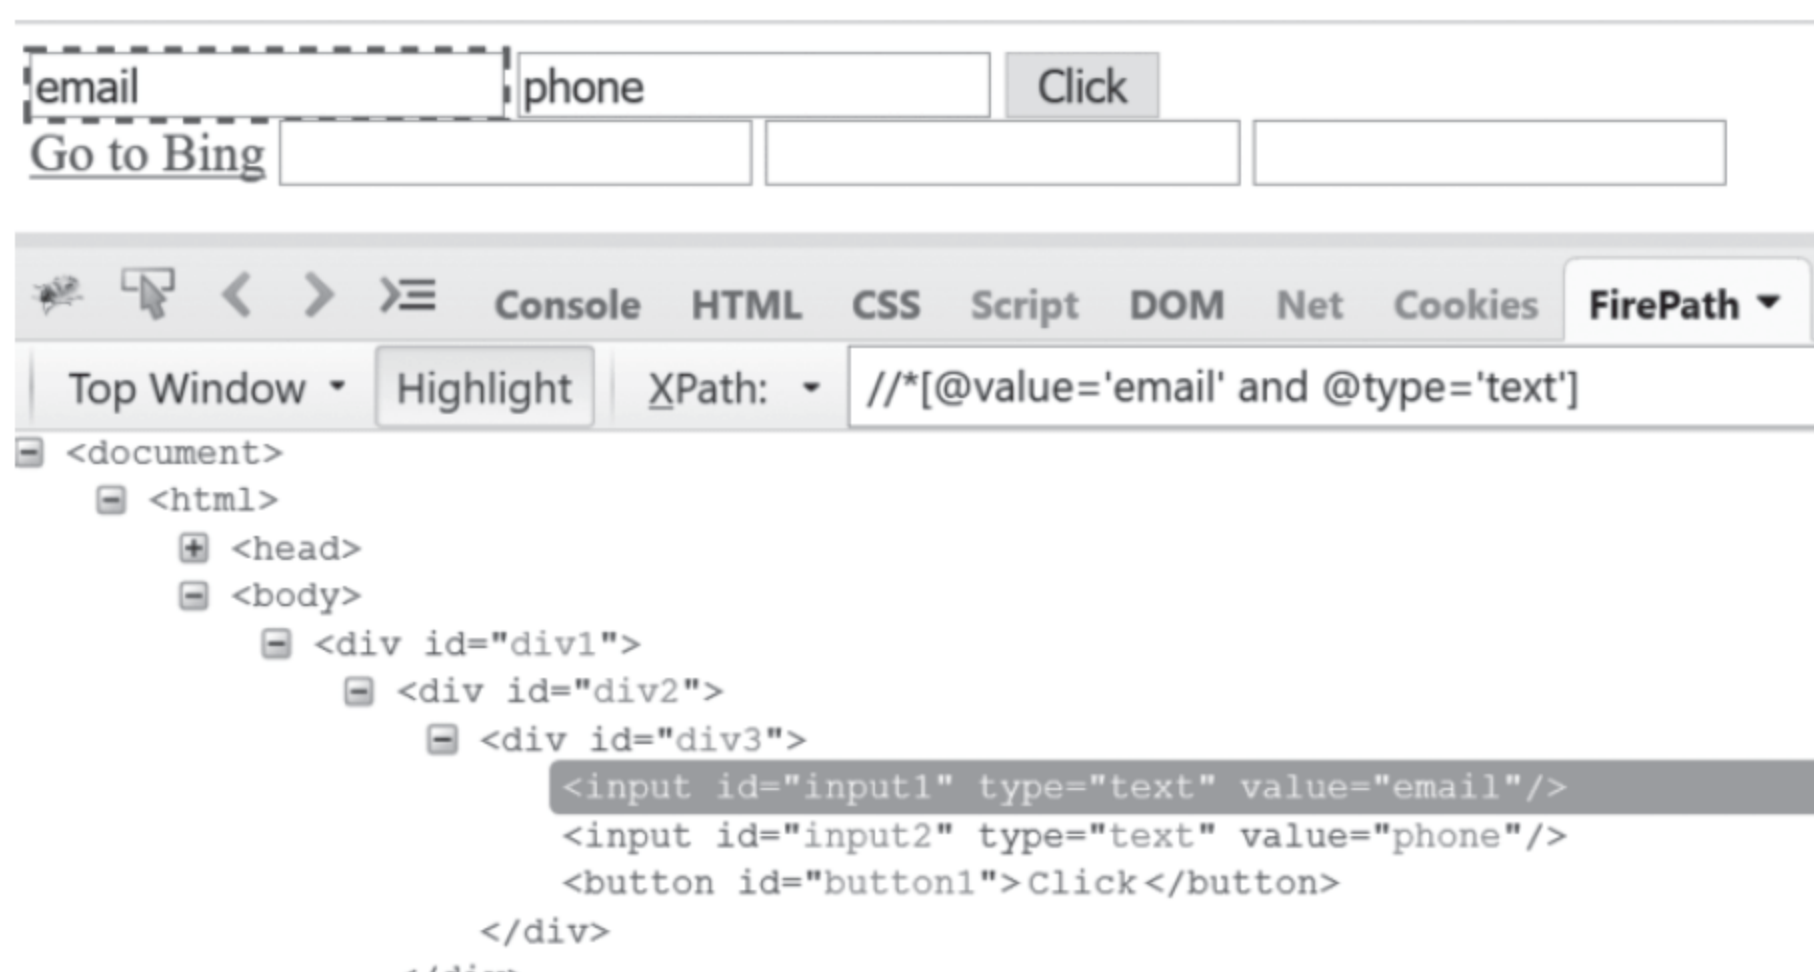 email phone Click
Go to Bing
Console HTML CSS Script DOM Net Cookies FirePath
Top Window Highlight XPath: //*[@value='email' and @type='text']
<document>
<html>
<head>
<body>
<div id="div1">
<div id="div2">
<div id="div3">
<input id="input1" type="text" value="email"/>
<input id="input2" type="text" value="phone"/>
<button id="button1">Click</button>
</div>